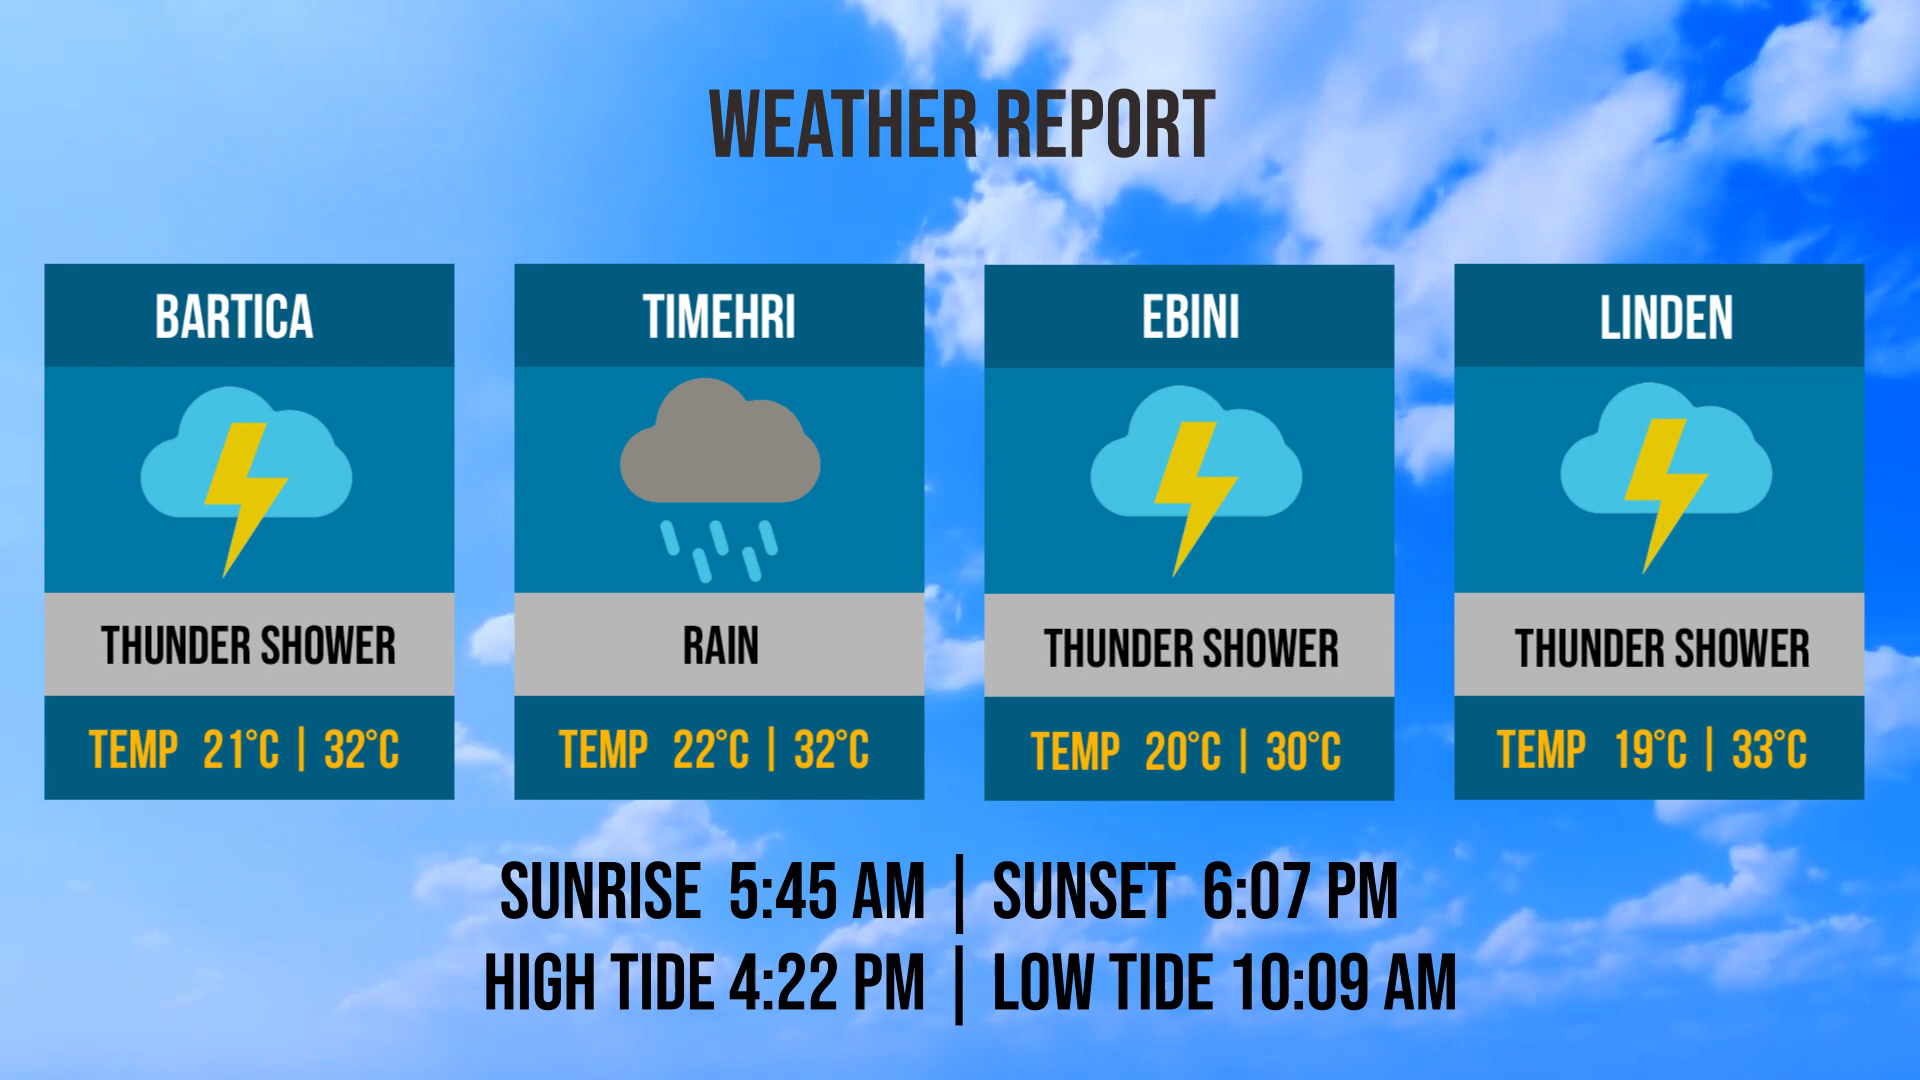 WEATHER REPORT
BARTICA
THUNDER SHOWER
TEMP 21°C | 32°C
TIMEHRI
RAIN
TEMP 22°C | 32°C
EBINI
THUNDER SHOWER
TEMP 20°C | 30°C
LINDEN
THUNDER SHOWER
TEMP 19°C | 33°C
SUNRISE 5:45 AM | SUNSET 6:07 PM
HIGH TIDE 4:22 PM | LOW TIDE 10:09 AM